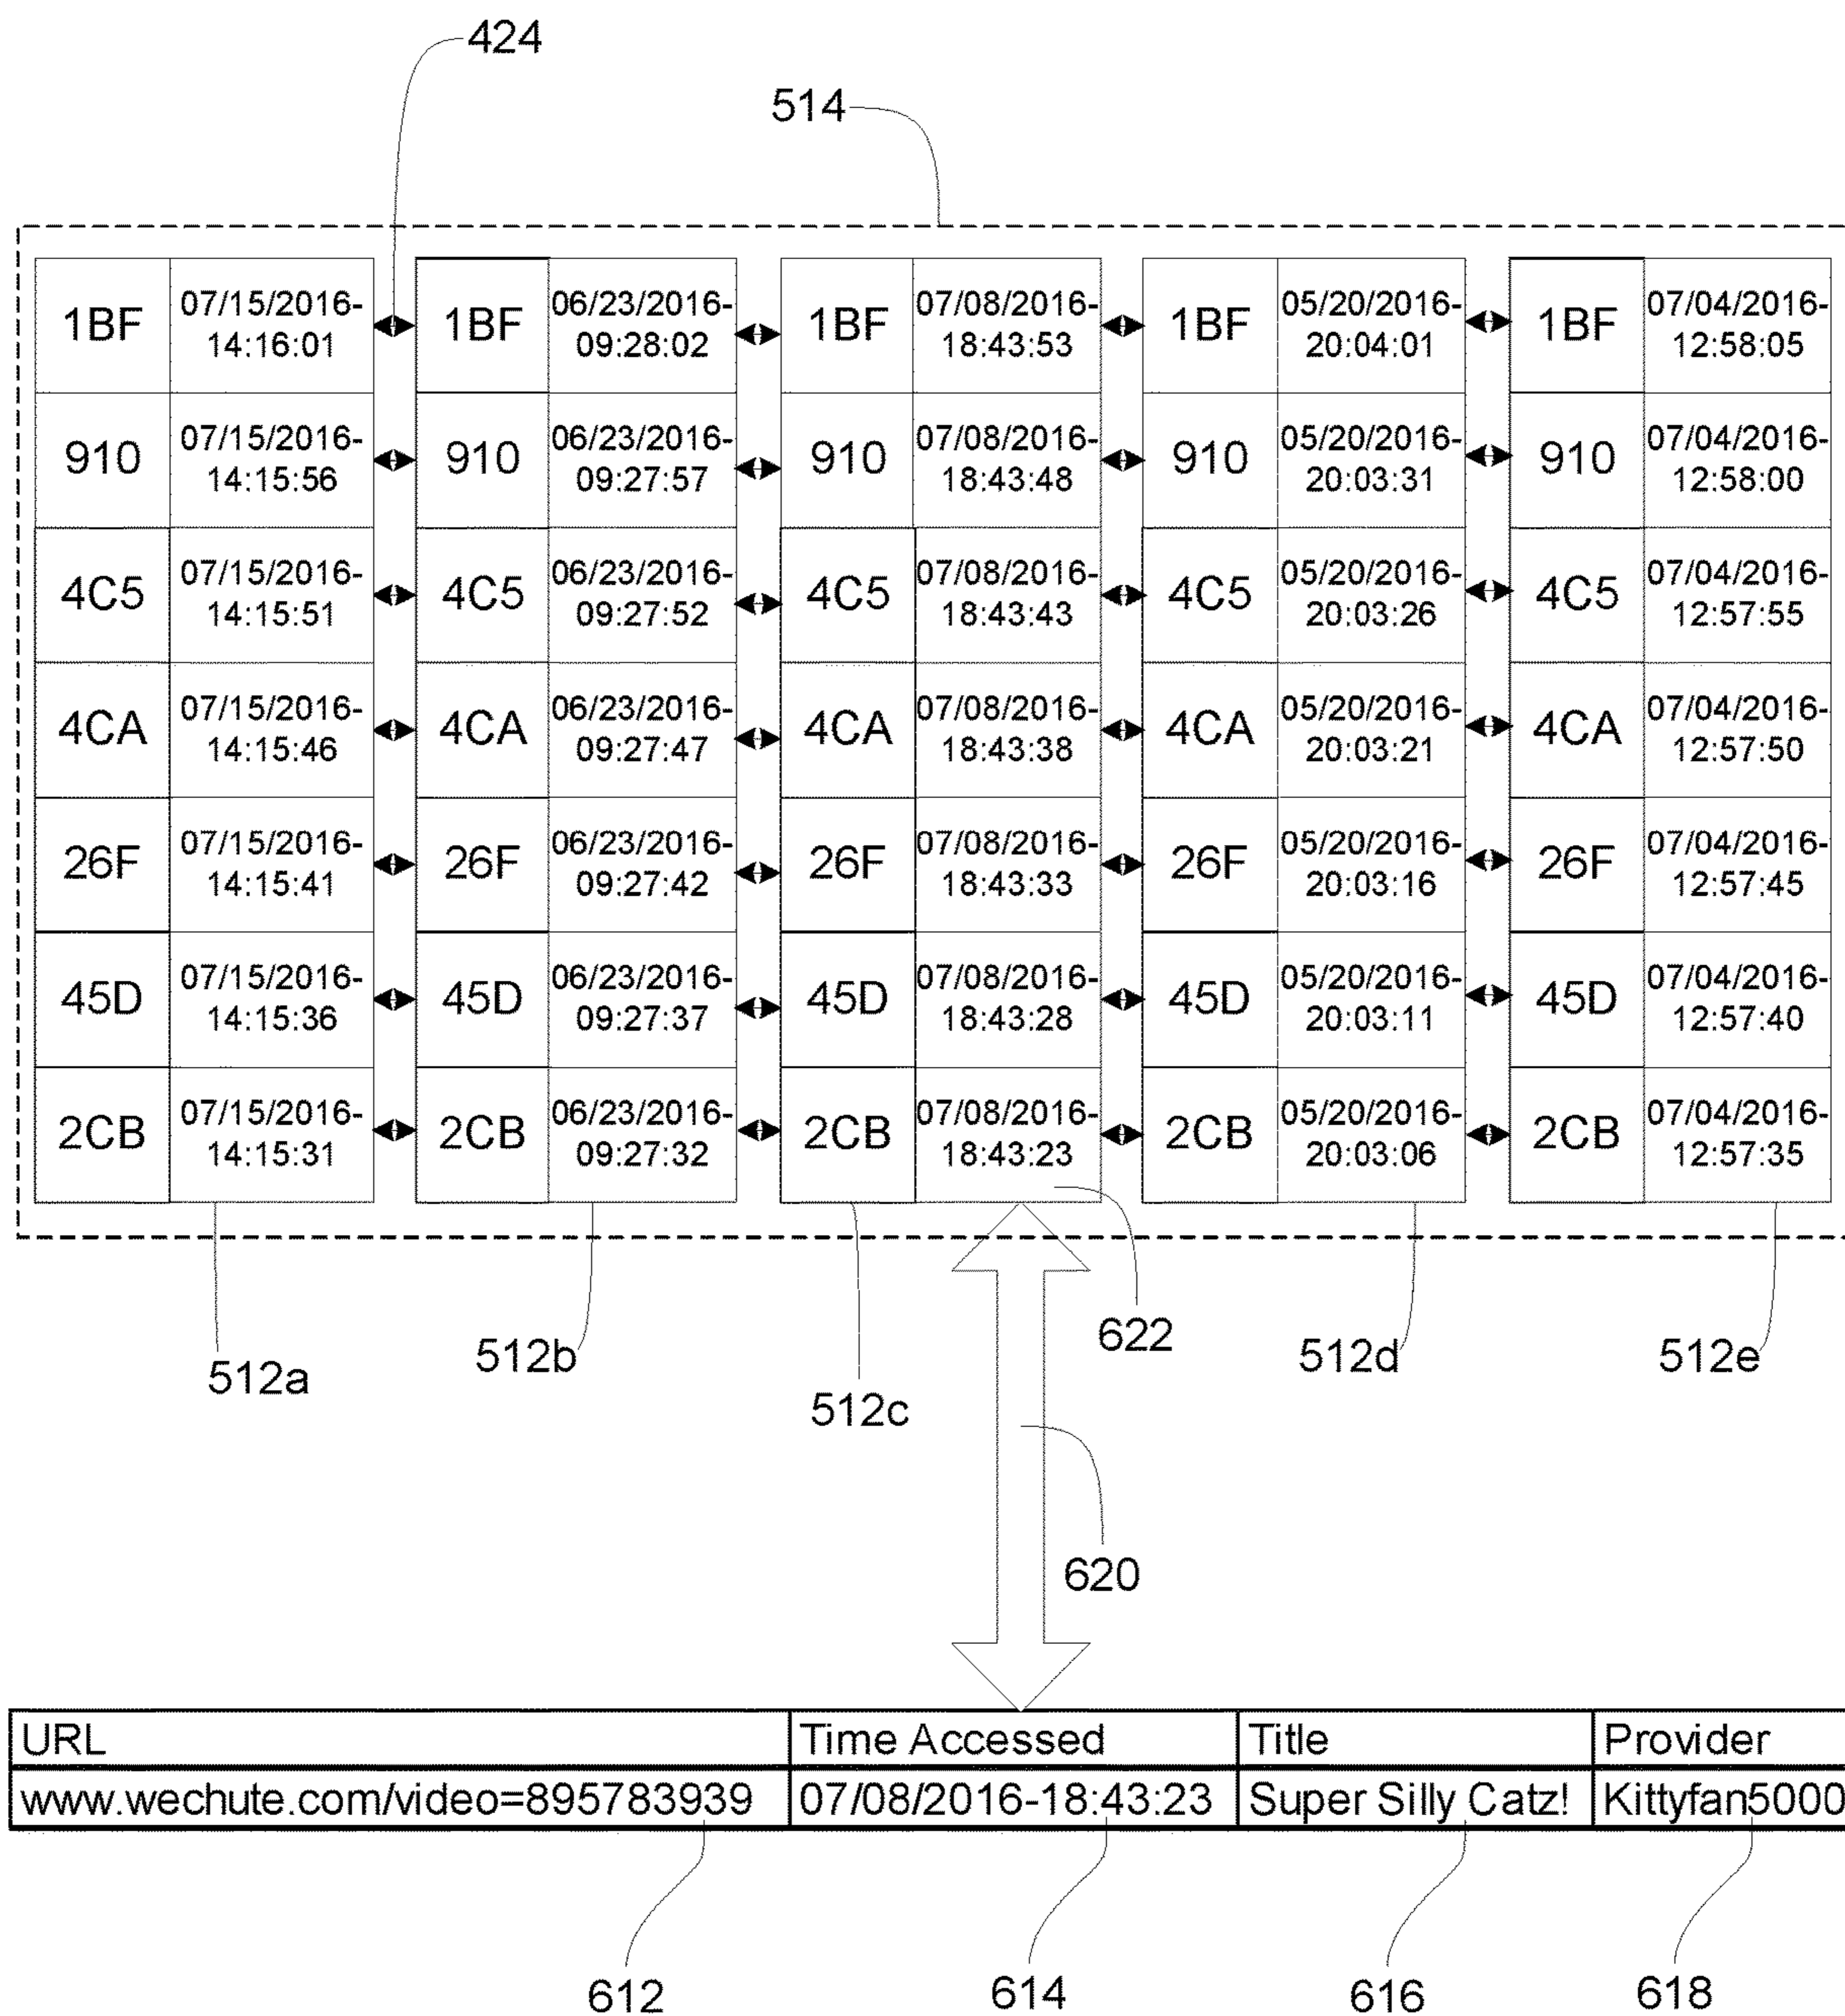 424
514
1BF 07/15/2016- 1BF 06/23/2016- 1BF 07/08/2016- 1BF 05/20/2016- 1BF 07/04/2016-
14:16:01 09:28:02 18:43:53 20:04:01 12:58:05
910 07/15/2016- 910 06/23/2016- 910 07/08/2016- 910 05/20/2016- 910 07/04/2016-
14:15:56 09:27:57 18:43:48 20:03:31 12:58:00
4C5 07/15/2016- 4C5 06/23/2016- 4C5 07/08/2016- 4C5 05/20/2016- 4C5 07/04/2016-
14:15:51 09:27:52 18:43:43 20:03:26 12:57:55
4CA 07/15/2016- 4CA 06/23/2016- 4CA 07/08/2016- 4CA 05/20/2016- 4CA 07/04/2016-
14:15:46 09:27:47 18:43:38 20:03:21 12:57:50
26F 07/15/2016- 26F 06/23/2016- 26F 07/08/2016- 26F 05/20/2016- 26F 07/04/2016-
14:15:41 09:27:42 18:43:33 20:03:16 12:57:45
45D 07/15/2016- 45D 06/23/2016- 45D 07/08/2016- 45D 05/20/2016- 45D 07/04/2016-
14:15:36 09:27:37 18:43:28 20:03:11 12:57:40
2CB 07/15/2016- 2CB 06/23/2016- 2CB 07/08/2016- 2CB 05/20/2016- 2CB 07/04/2016-
14:15:31 09:27:32 18:43:23 20:03:06 12:57:35
512a 512b 512c 622 512d 512e
620
URL Time Accessed Title Provider
www.wechute.com/video=895783939 07/08/2016-18:43:23 Super Silly Catz! Kittyfan5000
612 614 616 618